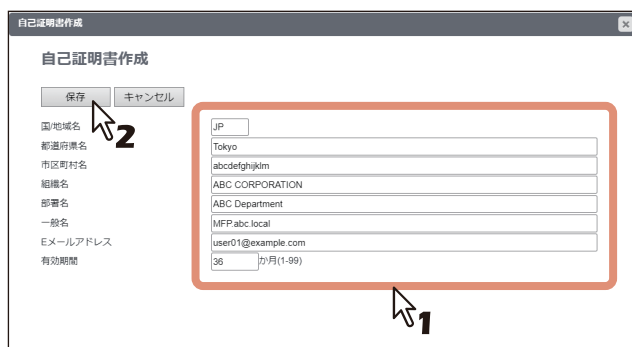 自己証明書作成
自己証明書作成
保存 キャンセル
2
国/地域名 JP
都道府県名 Tokyo
市区町村名 abcdefghijklm
組織名 ABC CORPORATION
部署名 ABC Department
一般名 MFP.abc.local
Eメールアドレス user01@example.com
有効期間 36 か月(1-99)
1